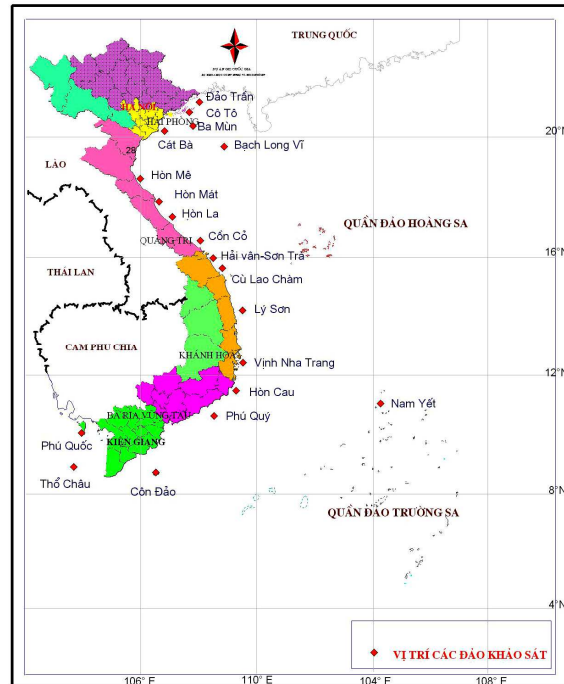 TRUNG QUỐC
HÀ NỘI
HẢI PHÒNG
Đảo Trần
Cô Tô
Ba Mùn
Cát Bà
Bạch Long Vĩ
20°N
28
LÀO
Hòn Mê
Hòn Mát
Hòn La
QUẦN ĐẢO HOÀNG SA
QUẢNG TRỊ
Cồn Cỏ
Hải vân-Sơn Trà
16°N
THÁI LAN
Cù Lao Chàm
Lý Sơn
CAM PHU CHIA
KHÁNH HOÀ
Vịnh Nha Trang
12°N
Hòn Cau
Nam Yết
BÀ RỊA VŨNG TÀU
Phú Quý
KIÊN GIANG
Phú Quốc
Thổ Châu
Côn Đảo
8°N
QUẦN ĐẢO TRƯỜNG SA
4°N
VỊ TRÍ CÁC ĐẢO KHẢO SÁT
106° E
110° E
104° E
108° E